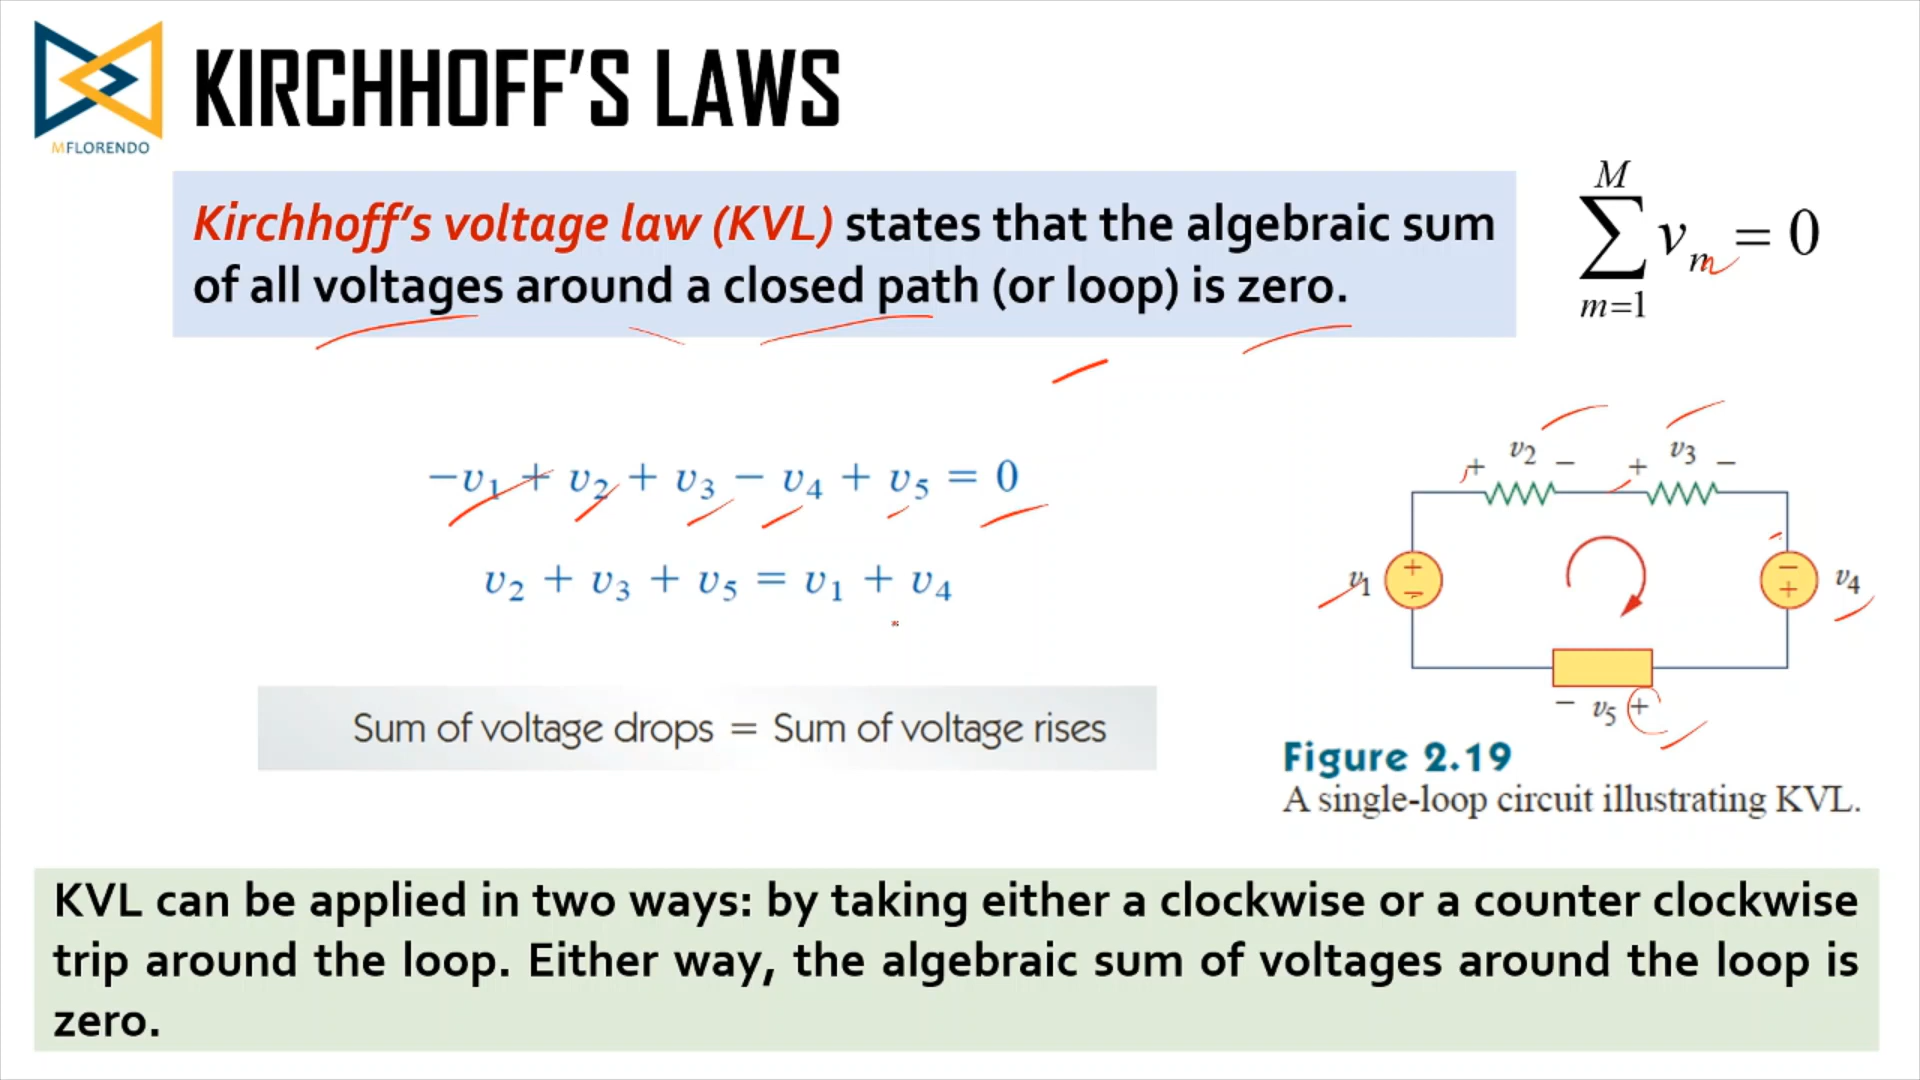 MFLORENDO
KIRCHHOFF'S LAWS
Kirchhoff's voltage law (KVL) states that the algebraic sum
of all voltages around a closed path (or loop) is zero.
M
∑ vm = 0
m=1
−v1 + v2 + v3 − v4 + v5 = 0
v2 + v3 + v5 = v1 + v4
Sum of voltage drops = Sum of voltage rises
+ v2 − + v3 −
v1 + −
− + v4
− v5 +
Figure 2.19
A single-loop circuit illustrating KVL.
KVL can be applied in two ways: by taking either a clockwise or a counter clockwise
trip around the loop. Either way, the algebraic sum of voltages around the loop is
zero.